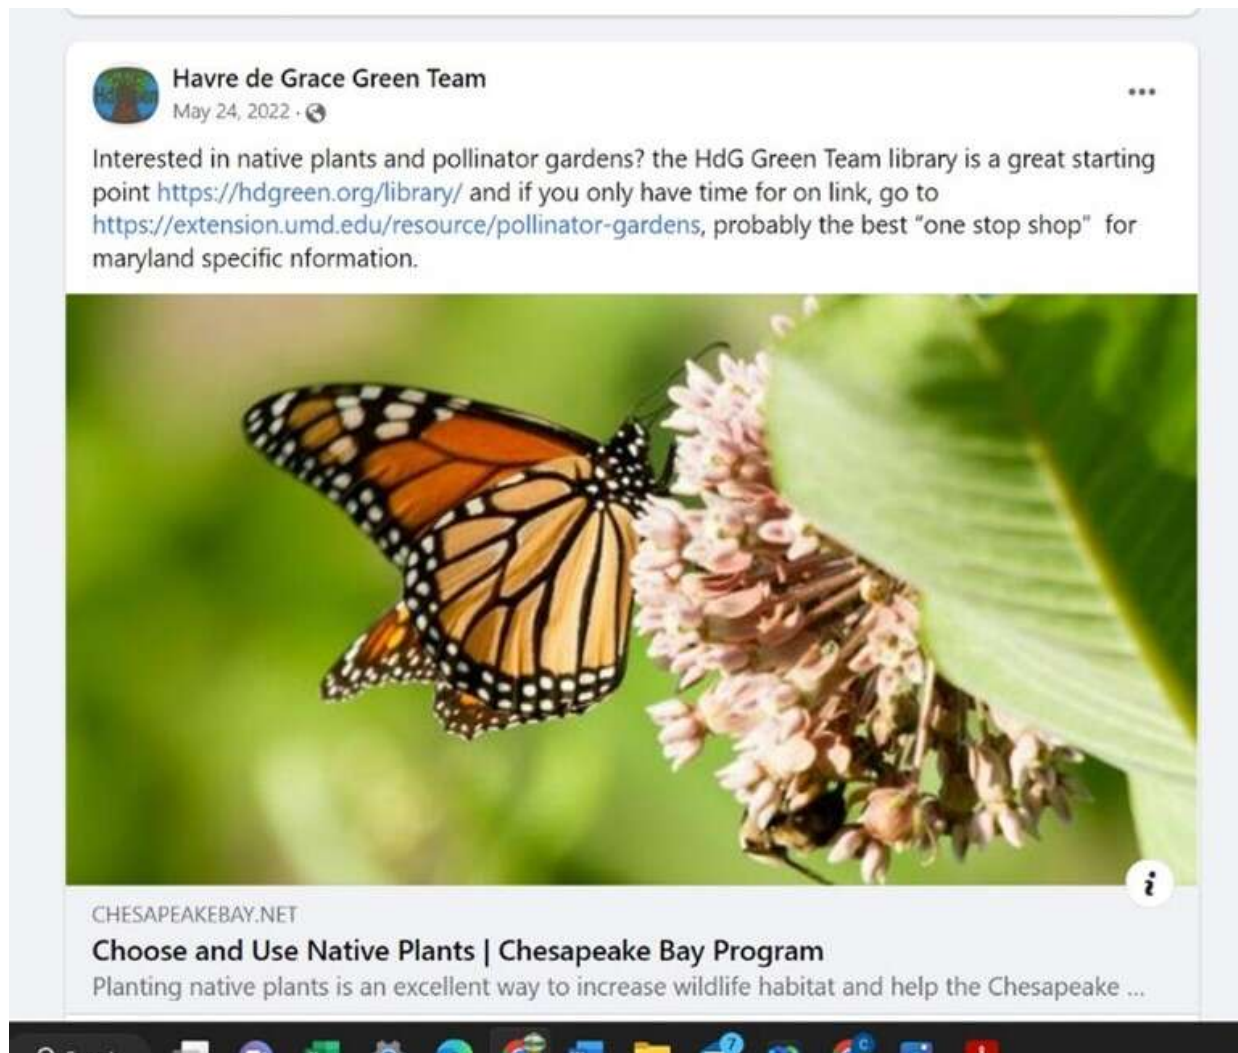 Havre de Grace Green Team
May 24, 2022 ·
Interested in native plants and pollinator gardens? the HdG Green Team library is a great starting
point https://hdgreen.org/library/ and if you only have time for on link, go to
https://extension.umd.edu/resource/pollinator-gardens, probably the best “one stop shop”  for
maryland specific nformation.
i
CHESAPEAKEBAY.NET
Choose and Use Native Plants | Chesapeake Bay Program
Planting native plants is an excellent way to increase wildlife habitat and help the Chesapeake ...
7
C